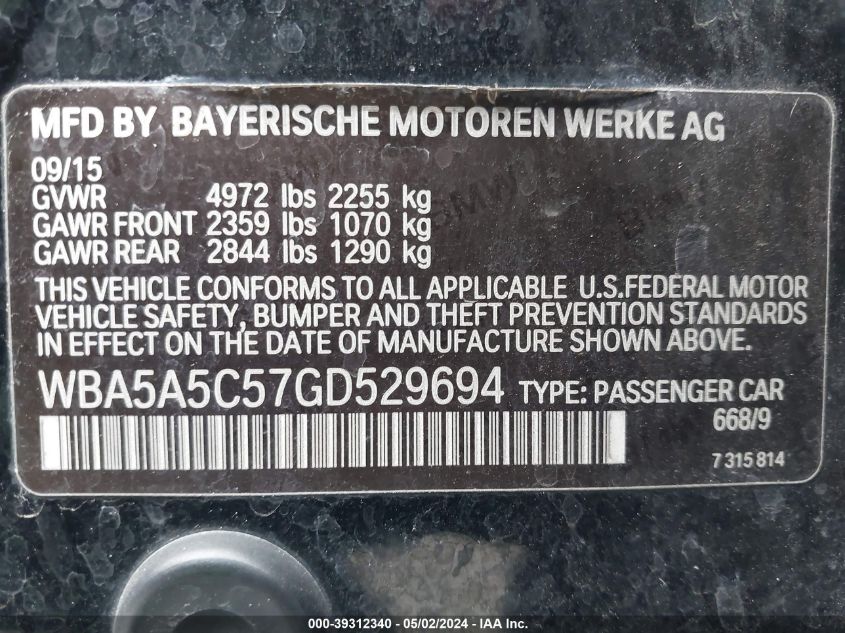 MFD BY BAYERISCHE MOTOREN WERKE AG
09/15
GVWR 4972 lbs 2255 kg
GAWR FRONT 2359 lbs 1070 kg
GAWR REAR 2844 lbs 1290 kg
THIS VEHICLE CONFORMS TO ALL APPLICABLE U.S.FEDERAL MOTOR
VEHICLE SAFETY, BUMPER AND THEFT PREVENTION STANDARDS
IN EFFECT ON THE DATE OF MANUFACTURE SHOWN ABOVE.
WBA5A5C57GD529694 TYPE: PASSENGER CAR
668/9
7 315 814
000-39312340 - 05/02/2024 - IAA Inc.